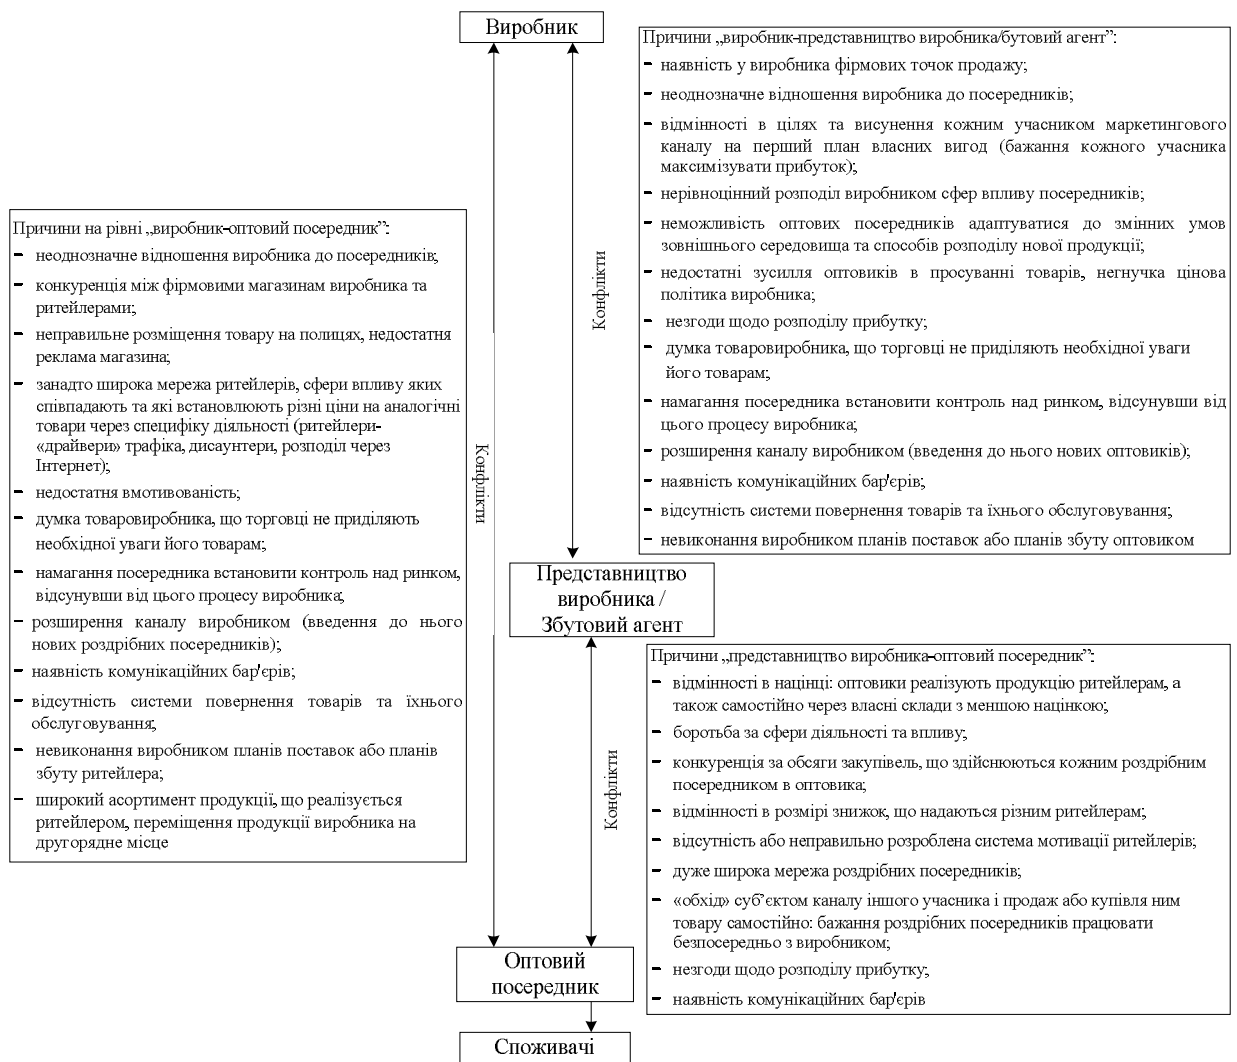 Виробник
Причини „виробник-представництво виробника/бутовий агент”:
− наявність у виробника фірмових точок продажу;
− неоднозначне відношення виробника до посередників;
− відмінності в цілях та висунення кожним учасником маркетингового
каналу на перший план власних вигод (бажання кожного учасника
максимізувати прибуток);
− нерівноцінний розподіл виробником сфер впливу посередників;
− неможливість оптових посередників адаптуватися до змінних умов
зовнішнього середовища та способів розподілу нової продукції;
− недостатні зусилля оптовиків в просуванні товарів, негнучка цінова
політика виробника;
− незгоди щодо розподілу прибутку;
− думка товаровиробника, що торговці не приділяють необхідної уваги
його товарам;
− намагання посередника встановити контроль над ринком, відсунувши від
цього процесу виробника;
− розширення каналу виробником (введення до нього нових оптовиків);
− наявність комунікаційних бар'єрів;
− відсутність системи повернення товарів та їхнього обслуговування;
− невиконання виробником планів поставок або планів збуту оптовиком
Причини на рівні „виробник-оптовий посередник”:
− неоднозначне відношення виробника до посередників;
− конкуренція між фірмовими магазинам виробника та
ритейлерами;
− неправильне розміщення товару на полицях, недостатня
реклама магазина;
− занадто широка мережа ритейлерів, сфери впливу яких
співпадають та які встановлюють різні ціни на аналогічні
товари через специфіку діяльності (ритейлери-
«драйвери» трафіка, дисаунтери, розподіл через
Інтернет);
− недостатня вмотивованість;
− думка товаровиробника, що торговці не приділяють
необхідної уваги його товарам;
− намагання посередника встановити контроль над ринком,
відсунувши від цього процесу виробника;
− розширення каналу виробником (введення до нього
нових роздрібних посередників);
− наявність комунікаційних бар'єрів;
− відсутність системи повернення товарів та їхнього
обслуговування;
− невиконання виробником планів поставок або планів
збуту ритейлера;
− широкий асортимент продукції, що реалізується
ритейлером, переміщення продукції виробника на
другорядне місце
Конфлікти
Конфлікти
Представництво
виробника /
Збутовий агент
Конфлікти
Причини „представництво виробника-оптовий посередник”:
− відмінності в націнці: оптовики реалізують продукцію ритейлерам, а
також самостійно через власні склади з меншою націнкою;
− боротьба за сфери діяльності та впливу;
− конкуренція за обсяги закупівель, що здійснюються кожним роздрібним
посередником в оптовика;
− відмінності в розмірі знижок, що надаються різним ритейлерам;
− відсутність або неправильно розроблена система мотивації ритейлерів;
− дуже широка мережа роздрібних посередників;
− «обхід» суб’єктом каналу іншого учасника і продаж або купівля ним
товару самостійно: бажання роздрібних посередників працювати
безпосередньо з виробником;
− незгоди щодо розподілу прибутку;
− наявність комунікаційних бар'єрів
Оптовий
посередник
Споживачі